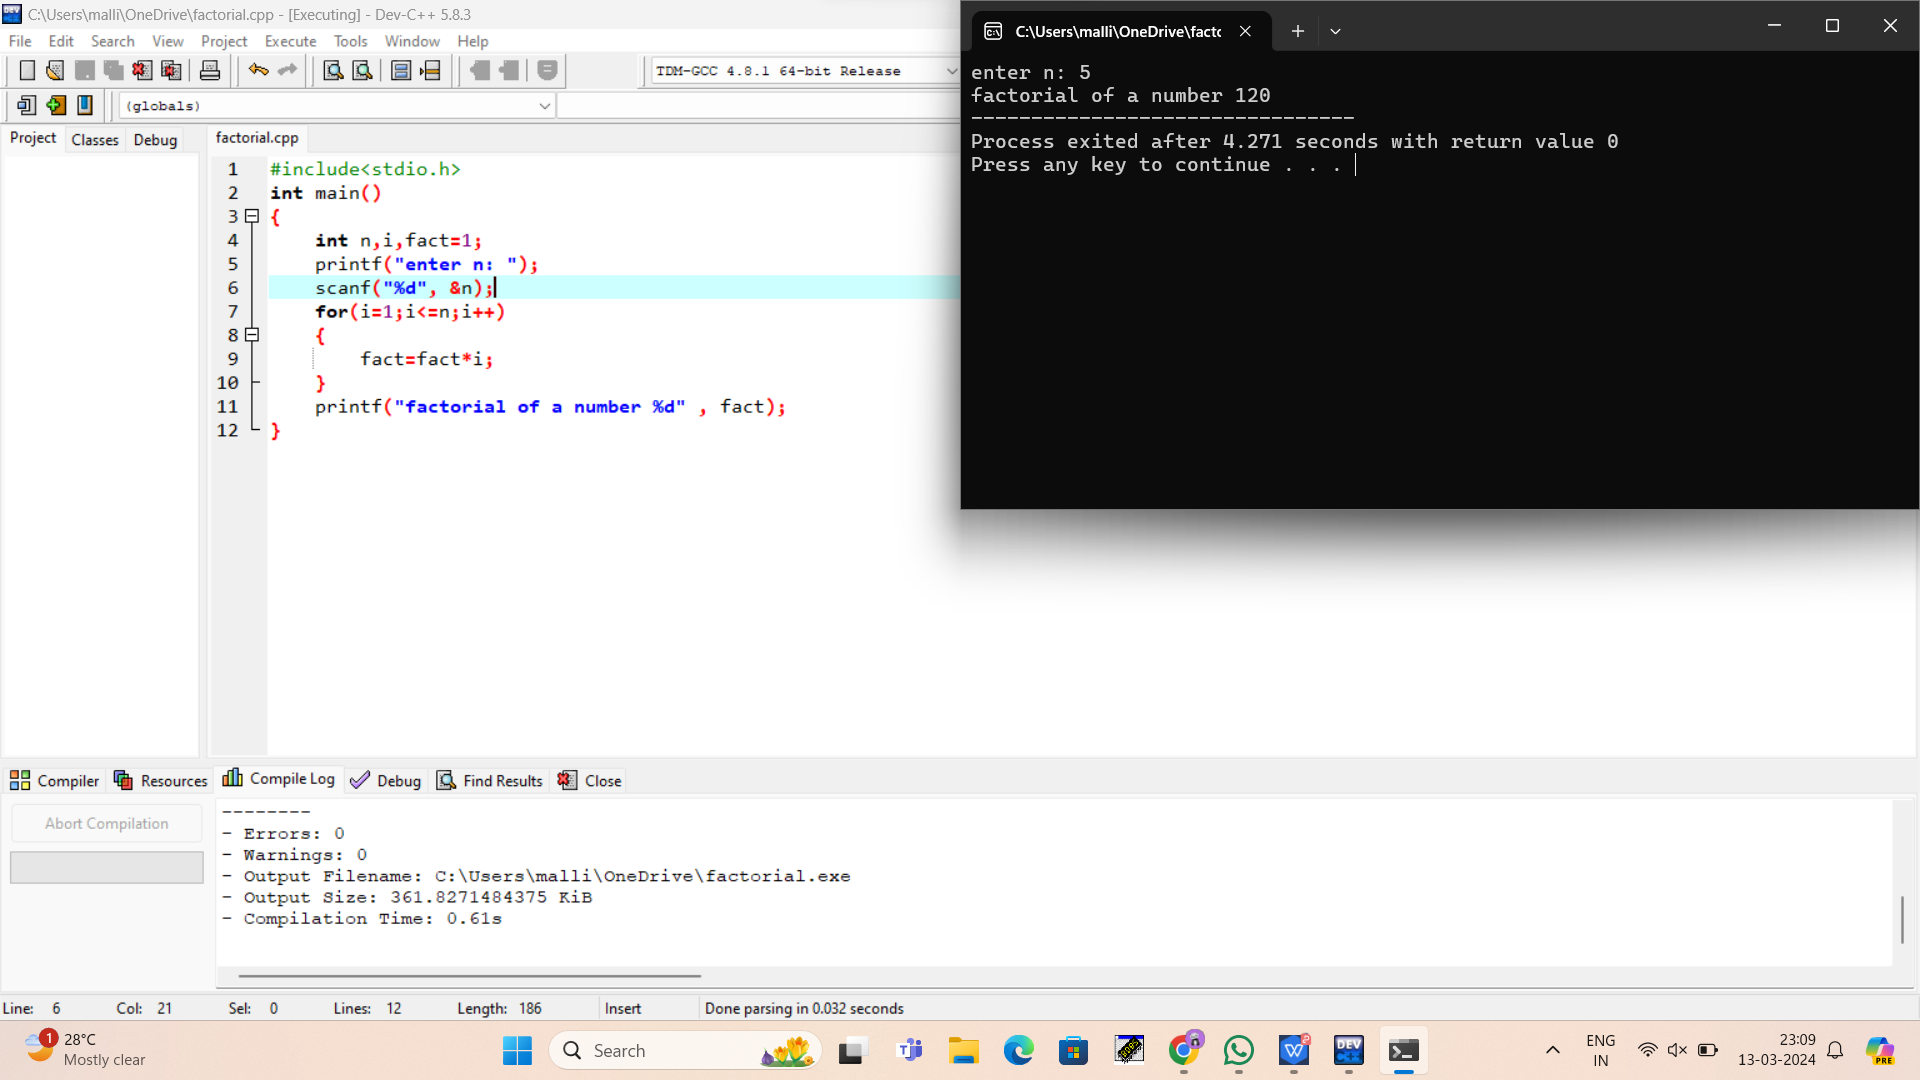 C:\Users\malli\OneDrive\factorial.cpp - [Executing] - Dev-C++ 5.8.3
File Edit Search View Project Execute Tools Window Help
TDM-GCC 4.8.1 64-bit Release
(globals)
Project Classes Debug
factorial.cpp
1 #include<stdio.h>
2 int main()
3 {
4 int n,i,fact=1;
5 printf("enter n: ");
6 scanf("%d", &n);
7 for(i=1;i<=n;i++)
8 {
9 fact=fact*i;
10 }
11 printf("factorial of a number %d" , fact);
12 }
C:\Users\malli\OneDrive\facto
enter n: 5
factorial of a number 120
--------------------------------
Process exited after 4.271 seconds with return value 0
Press any key to continue . . .
Compiler Resources Compile Log Debug Find Results Close
Abort Compilation
--------
- Errors: 0
- Warnings: 0
- Output Filename: C:\Users\malli\OneDrive\factorial.exe
- Output Size: 361.8271484375 KiB
- Compilation Time: 0.61s
Line: 6 Col: 21 Sel: 0 Lines: 12 Length: 186 Insert Done parsing in 0.032 seconds
1
28°C
Mostly clear
Search
DEV
C++
ENG
IN
23:09
13-03-2024
PRE